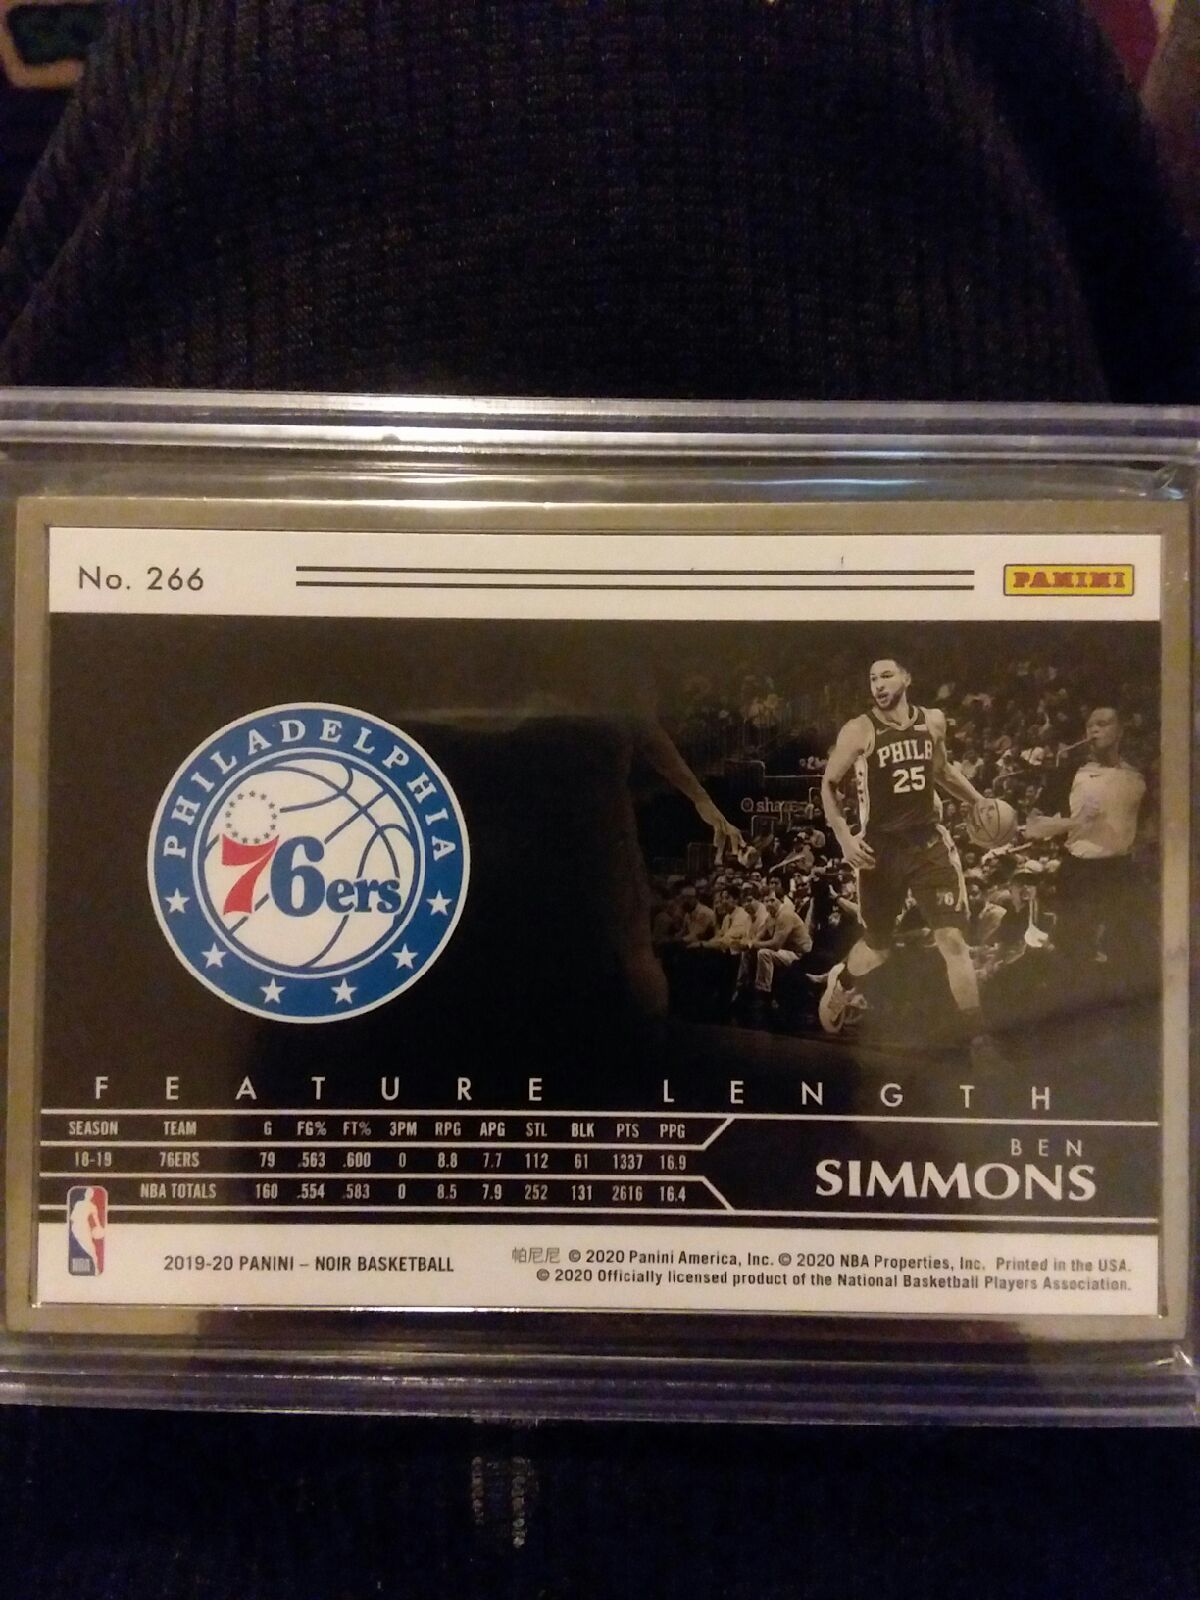 No. 266
PANINI
PHILADELPHIA
76ers
PHILA
25
76
FEATURE LENGTH
SEASON TEAM G FG% FT% 3PM RPG APG STL BLK PTS PPG
18-19 76ERS 79 .563 .600 0 8.8 7.7 112 61 1337 16.9
NBA TOTALS 160 .554 .583 0 8.5 7.9 252 131 2616 16.4
BEN
SIMMONS
NBA
2019-20 PANINI – NOIR BASKETBALL
帕尼尼 © 2020 Panini America, Inc. © 2020 NBA Properties, Inc. Printed in the USA.
© 2020 Officially licensed product of the National Basketball Players Association.